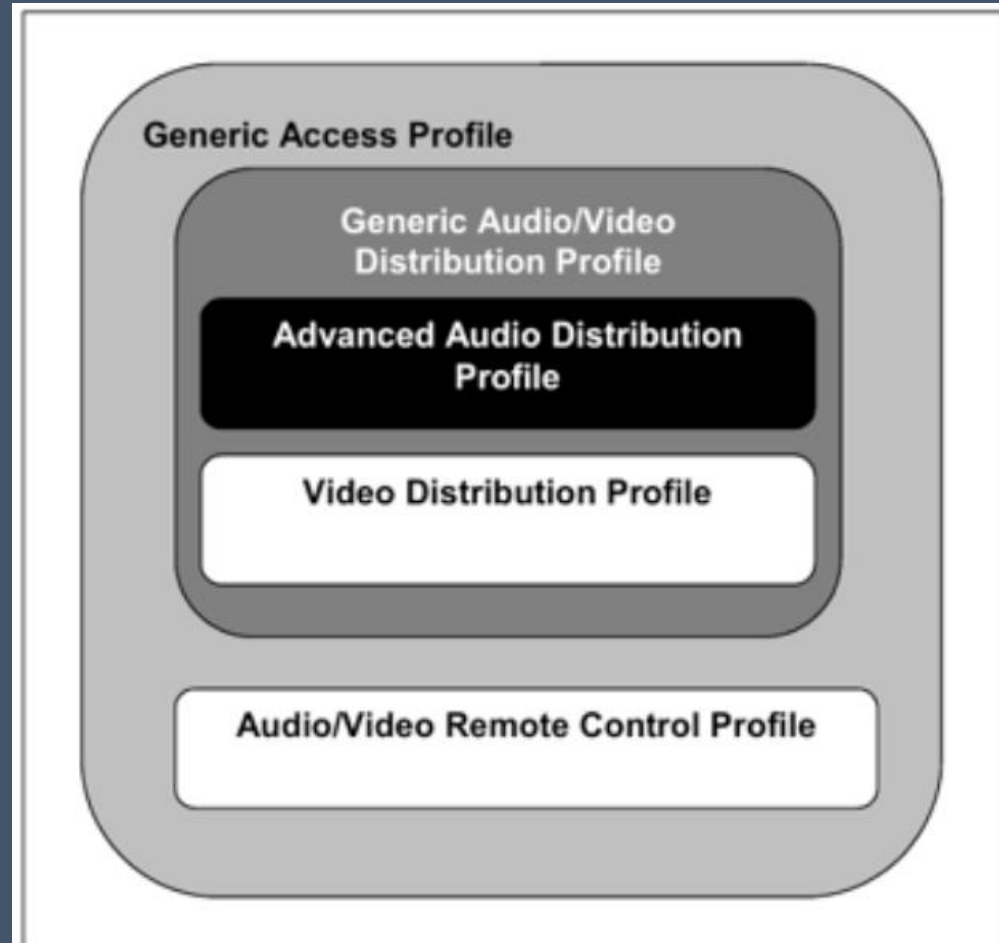 Generic Access Profile
Generic Audio/Video
Distribution Profile
Advanced Audio Distribution
Profile
Video Distribution Profile
Audio/Video Remote Control Profile